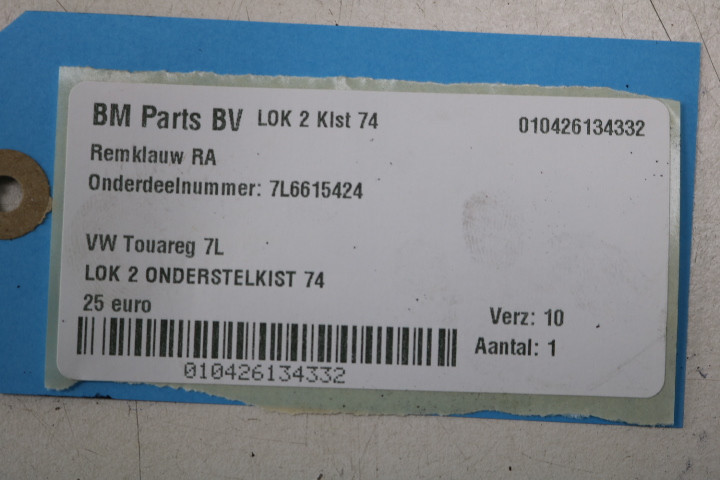 BM Parts BV LOK 2 Kist 74 010426134332
Remklauw RA
Onderdeelnummer: 7L6615424
VW Touareg 7L
LOK 2 ONDERSTELKIST 74
25 euro
Verz: 10
Aantal: 1
010426134332